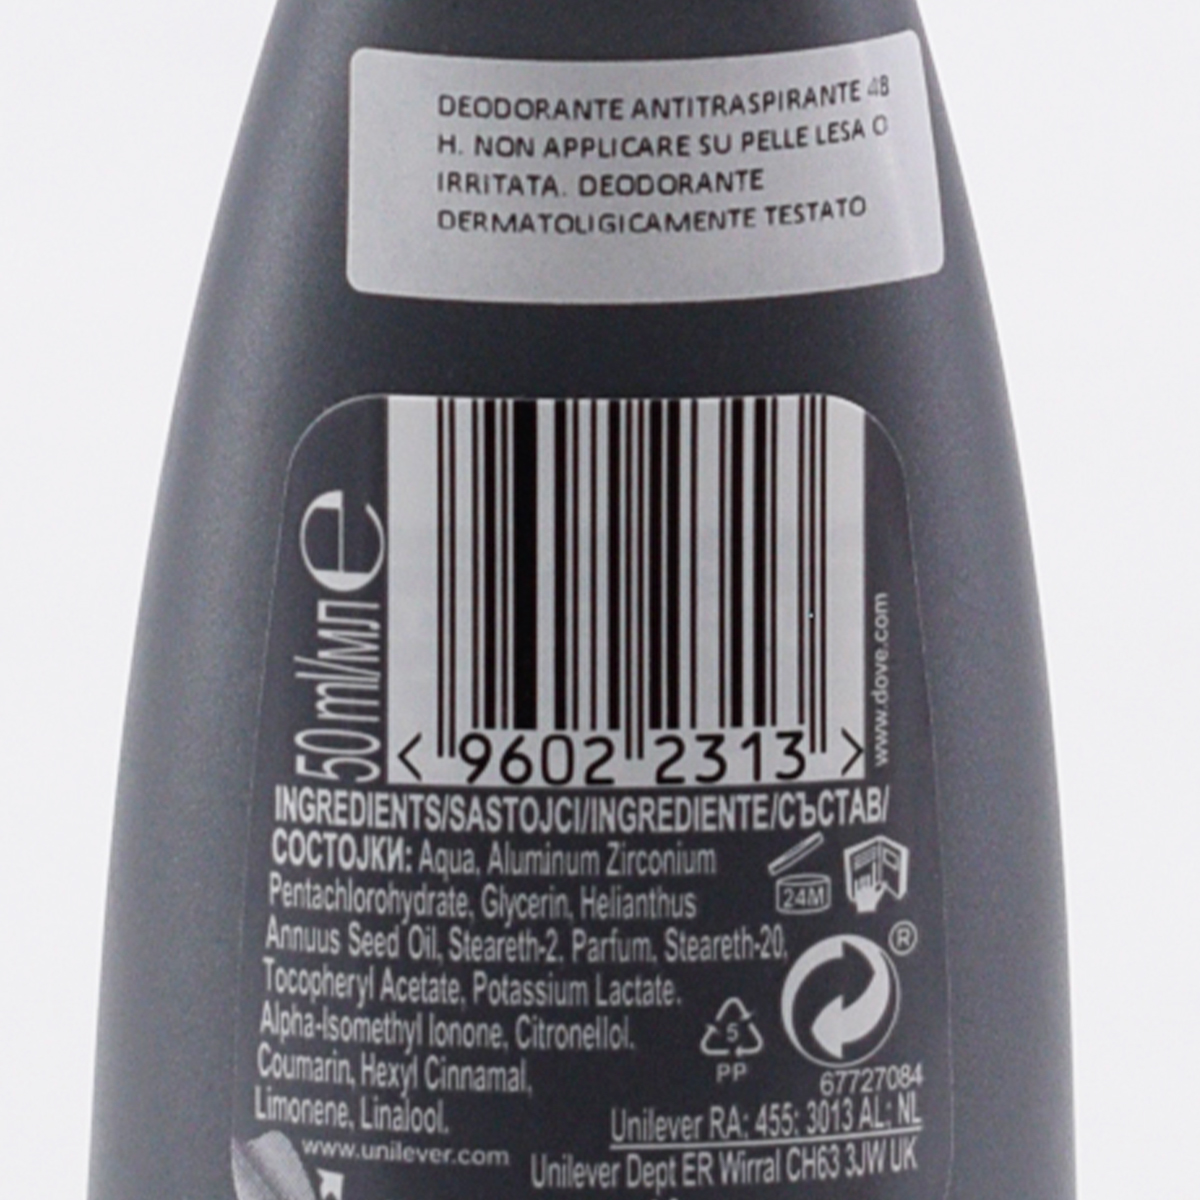 DEODORANTE ANTITRASPIRANTE 48
H. NON APPLICARE SU PELLE LESA O
IRRITATA. DEODORANTE
DERMATOLIGICAMENTE TESTATO
50 ml/мл e
www.dove.com
< 9602 2313 >
INGREDIENTS/SASTOJCI/INGREDIENTE/СЪСТАВ/
СОСТОЈКИ: Aqua, Aluminum Zirconium
Pentachlorohydrate, Glycerin, Helianthus
Annuus Seed Oil, Steareth-2. Parfum, Steareth-20,
Tocopheryl Acetate, Potassium Lactate.
Alpha-Isomethyl Ionone, Citronellol.
Coumarin, Hexyl Cinnamal,
Limonene, Linalool.
24M
®
5
PP
67727084
Unilever RA: 455: 3013 AL: NL
www.unilever.com
Unilever Dept ER Wirral CH63 3JW UK